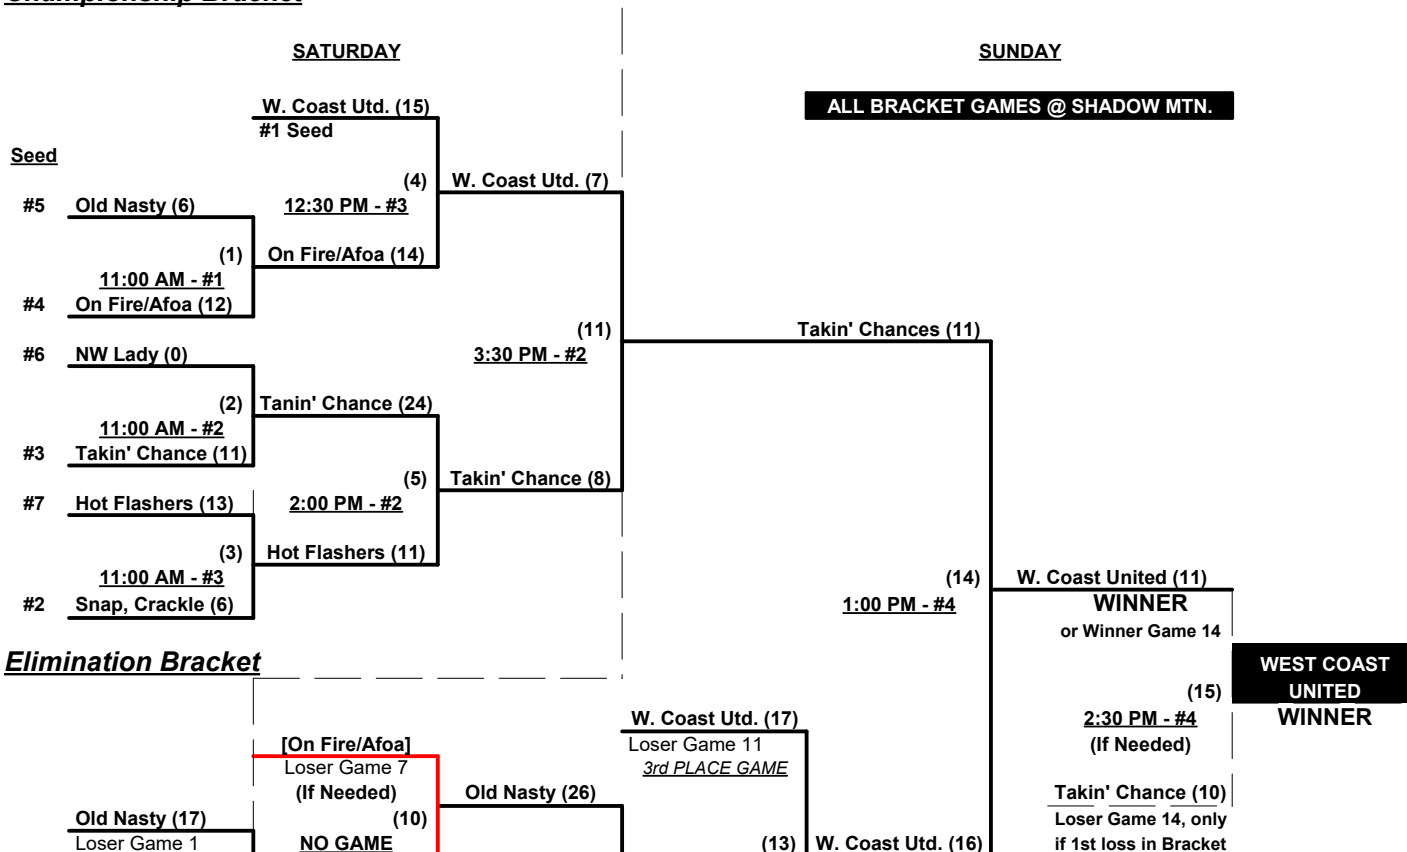 Championship Bracket
SATURDAY
SUNDAY
W. Coast Utd. (15)
ALL BRACKET GAMES @ SHADOW MTN.
#1 Seed
Seed
(4)
W. Coast Utd. (7)
#5
Old Nasty (6)
12:30 PM - #3
(1)
On Fire/Afoa (14)
11:00 AM - #1
#4
On Fire/Afoa (12)
(11)
Takin' Chances (11)
#6
NW Lady (0)
3:30 PM - #2
(2)
Tanin' Chance (24)
11:00 AM - #2
#3
Takin' Chance (11)
(5)
Takin' Chance (8)
#7
Hot Flashers (13)
2:00 PM - #2
(3)
Hot Flashers (11)
11:00 AM - #3
(14)
W. Coast United (11)
#2
Snap, Crackle (6)
1:00 PM - #4
WINNER
or Winner Game 14
Elimination Bracket
WEST COAST
UNITED
(15)
W. Coast Utd. (17)
2:30 PM - #4
WINNER
[On Fire/Afoa]
Loser Game 11
(If Needed)
Loser Game 7
3rd PLACE GAME
(If Needed)
Old Nasty (26)
Takin' Chance (10)
Old Nasty (17)
(10)
Loser Game 14, only
Loser Game 1
NO GAME
(13)
W. Coast Utd. (16)
if 1st loss in Bracket